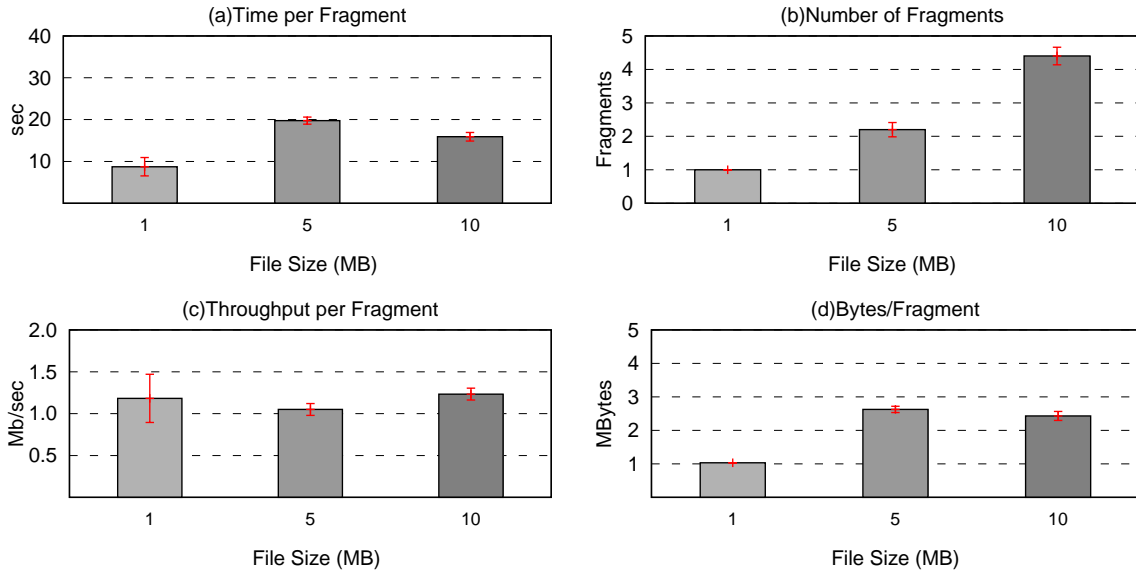 (a)Time per Fragment
40
30
20
10
sec
1 5 10
File Size (MB)
(b)Number of Fragments
5
4
3
2
1
0
Fragments
1 5 10
File Size (MB)
(c)Throughput per Fragment
2.0
1.5
1.0
0.5
Mb/sec
1 5 10
File Size (MB)
(d)Bytes/Fragment
5
4
3
2
1
MBytes
1 5 10
File Size (MB)